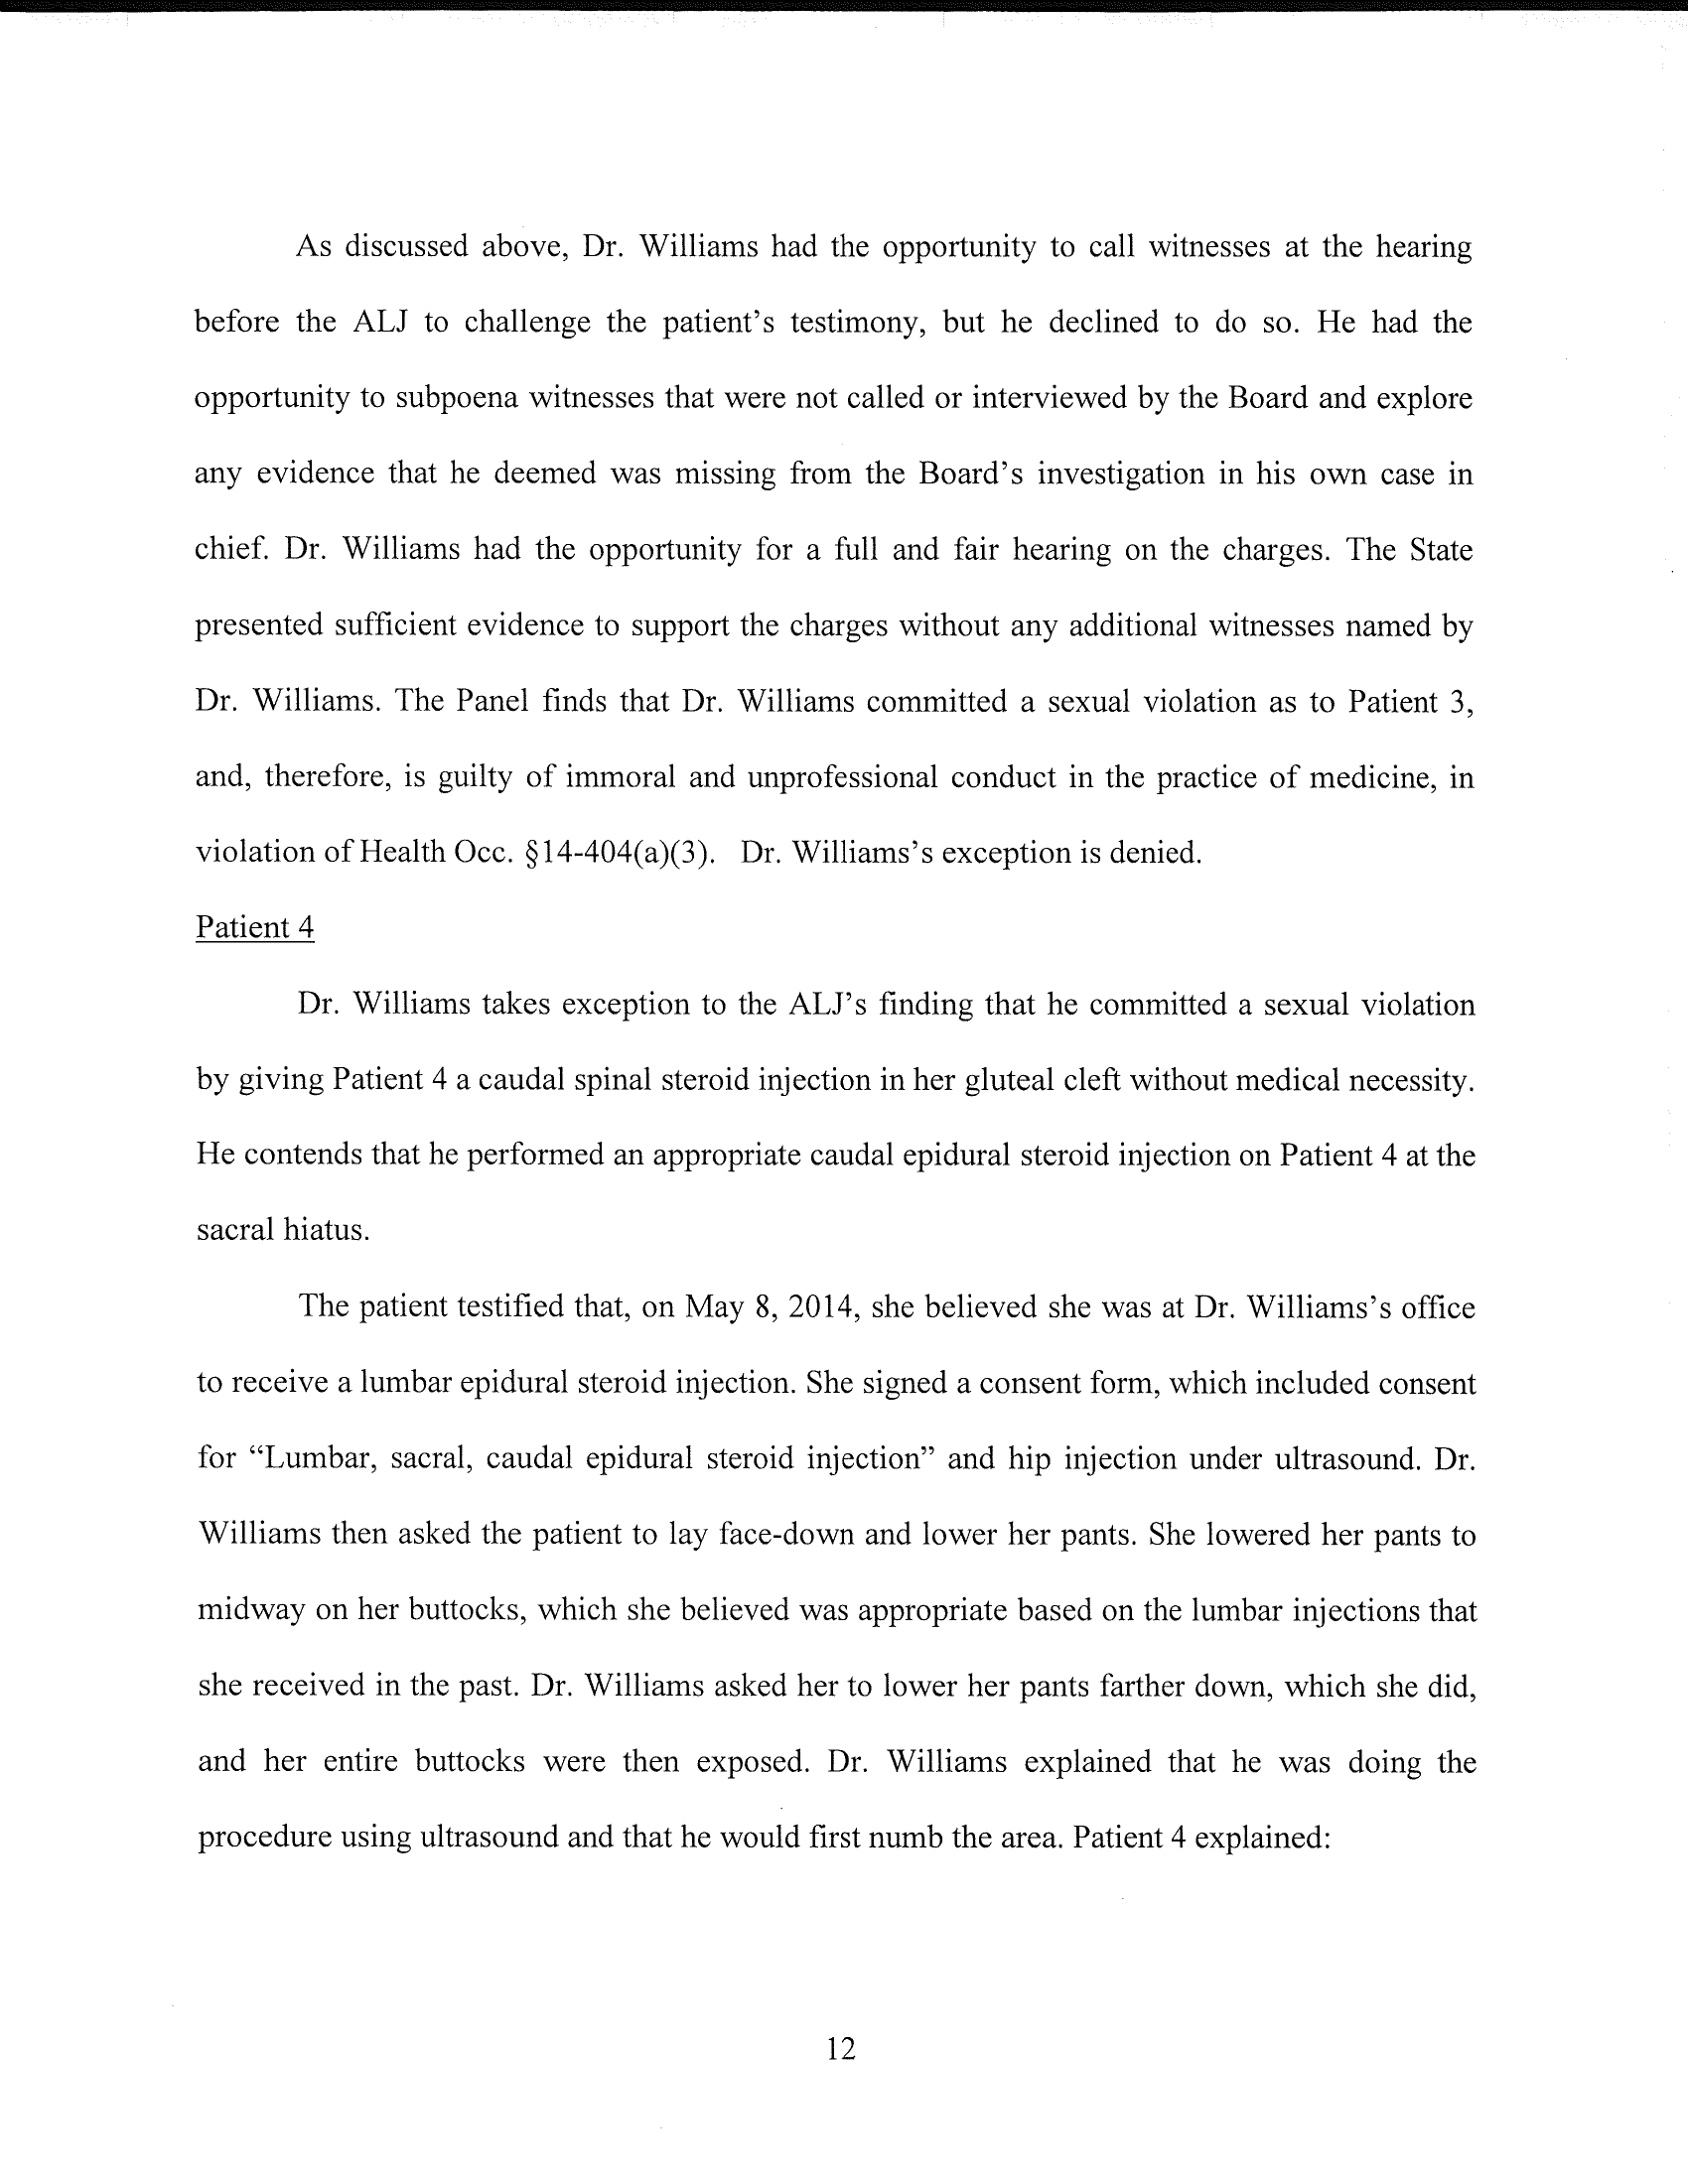 As discussed above, Dr. Williams had the opportunity to call witnesses at the hearing
before the ALJ to challenge the patient’s testimony, but he declined to do so. He had the
opportunity to subpoena witnesses that were not called or interviewed by the Board and explore
any evidence that he deemed was missing from the Board’s investigation in his own case in
chief. Dr. Williams had the opportunity for a full and fair hearing on the charges. The State
presented sufficient evidence to support the charges without any additional witnesses named by
Dr. Williams. The Panel finds that Dr. Williams committed a sexual violation as to Patient 3,
and, therefore, is guilty of immoral and unprofessional conduct in the practice of medicine, in
violation of Health Occ. §14-404(a)(3). Dr. Williams’s exception is denied.
Patient 4
Dr. Williams takes exception to the ALJ’s finding that he committed a sexual violation
by giving Patient 4 a caudal spinal steroid injection in her gluteal cleft without medical necessity.
He contends that he performed an appropriate caudal epidural steroid injection on Patient 4 at the
sacral hiatus.
The patient testified that, on May 8, 2014, she believed she was at Dr. Williams’s office
to receive a lumbar epidural steroid injection. She signed a consent form, which included consent
for “Lumbar, sacral, caudal epidural steroid injection” and hip injection under ultrasound. Dr.
Williams then asked the patient to lay face-down and lower her pants. She lowered her pants to
midway on her buttocks, which she believed was appropriate based on the lumbar injections that
she received in the past. Dr. Williams asked her to lower her pants farther down, which she did,
and her entire buttocks were then exposed. Dr. Williams explained that he was doing the
procedure using ultrasound and that he would first numb the area. Patient 4 explained:
12